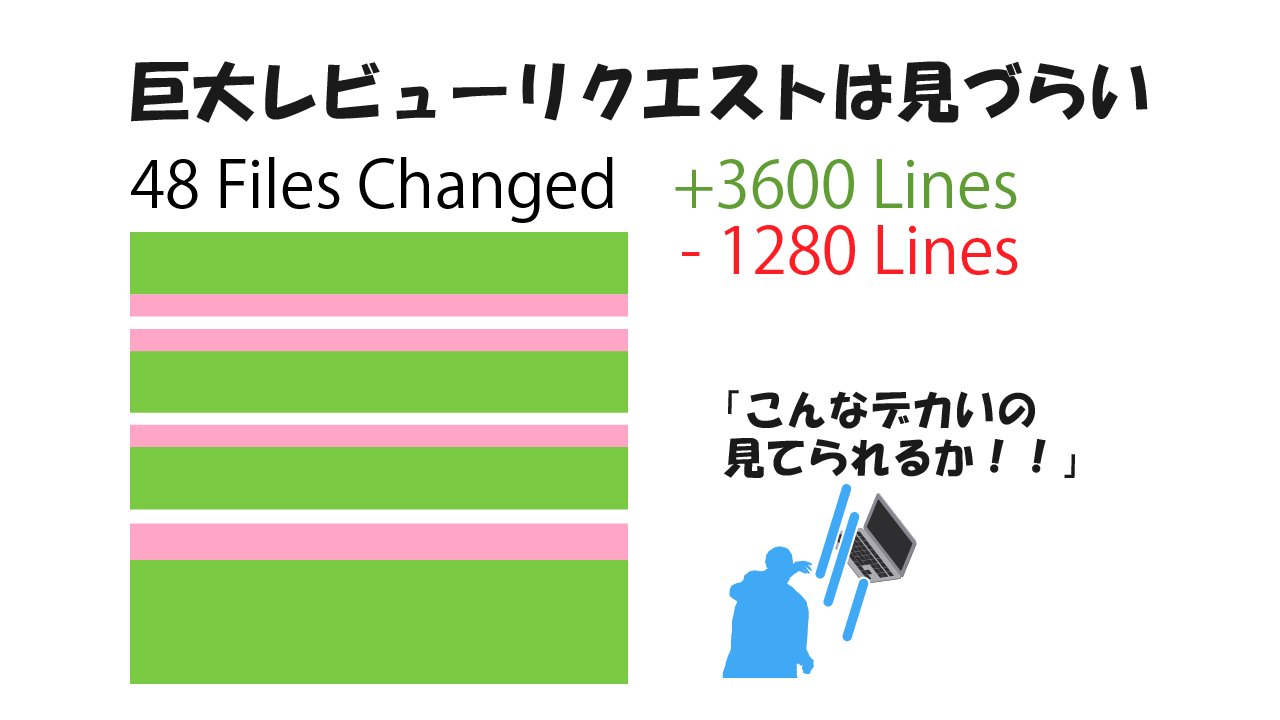 巨大レビューリクエストは見づらい
48 Files Changed
+3600 Lines
- 1280 Lines
「こんなデカいの
見てられるか！！」